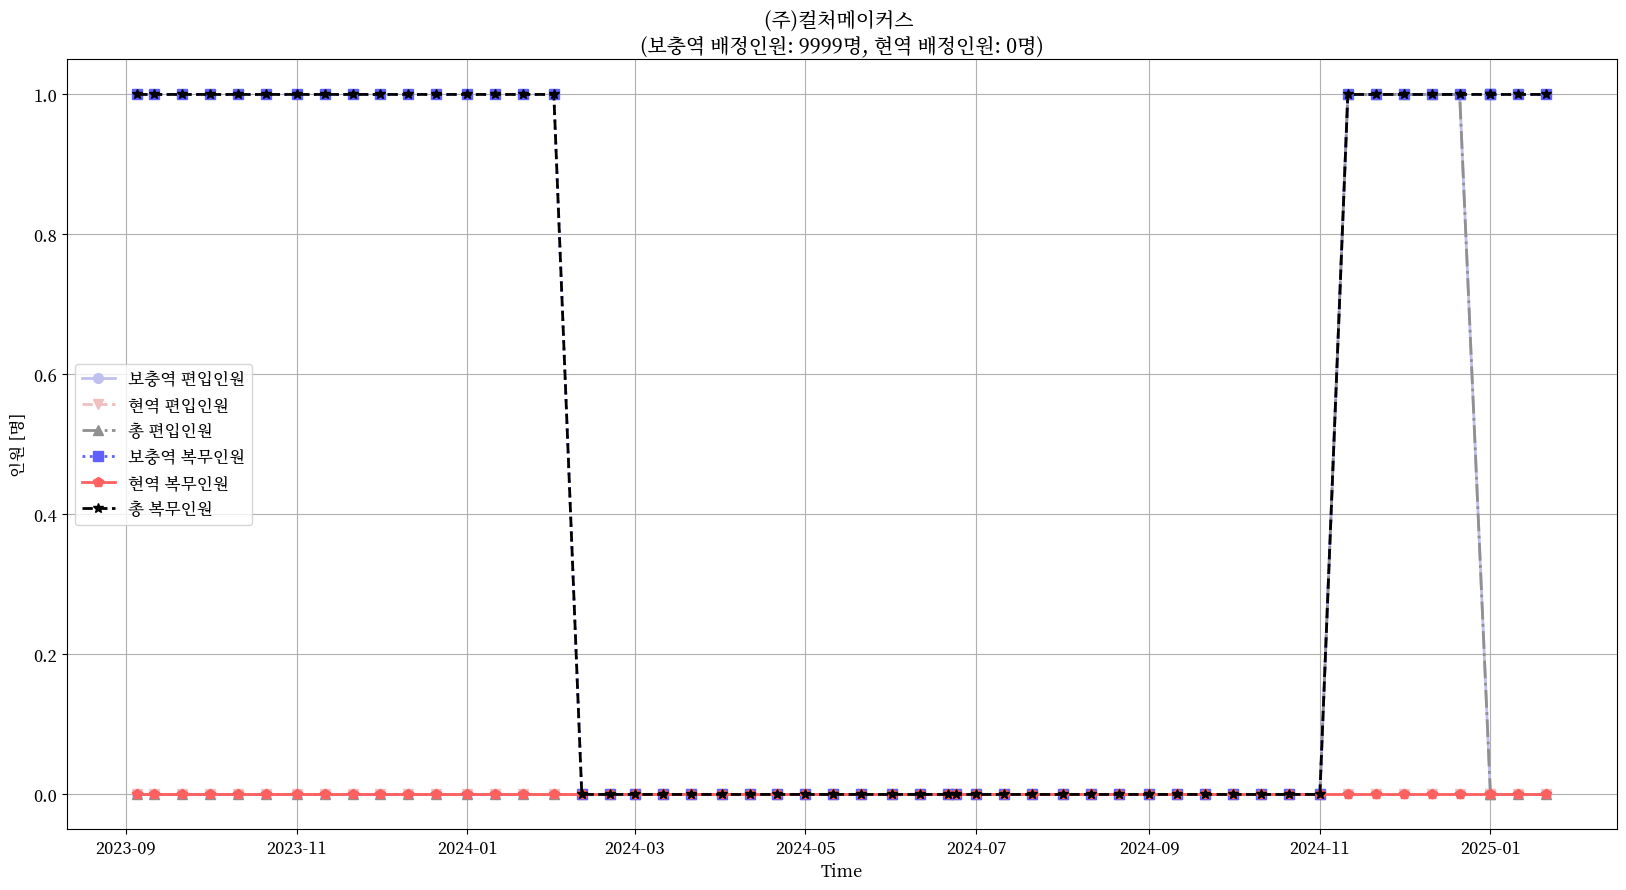 (주)컬처메이커스
(보충역 배정인원: 9999명, 현역 배정인원: 0명)
인원 [명]
1.0
0.8
0.6
0.4
0.2
0.0
보충역 편입인원
현역 편입인원
총 편입인원
보충역 복무인원
현역 복무인원
총 복무인원
2023-09 2023-11 2024-01 2024-03 2024-05 2024-07 2024-09 2024-11 2025-01
Time